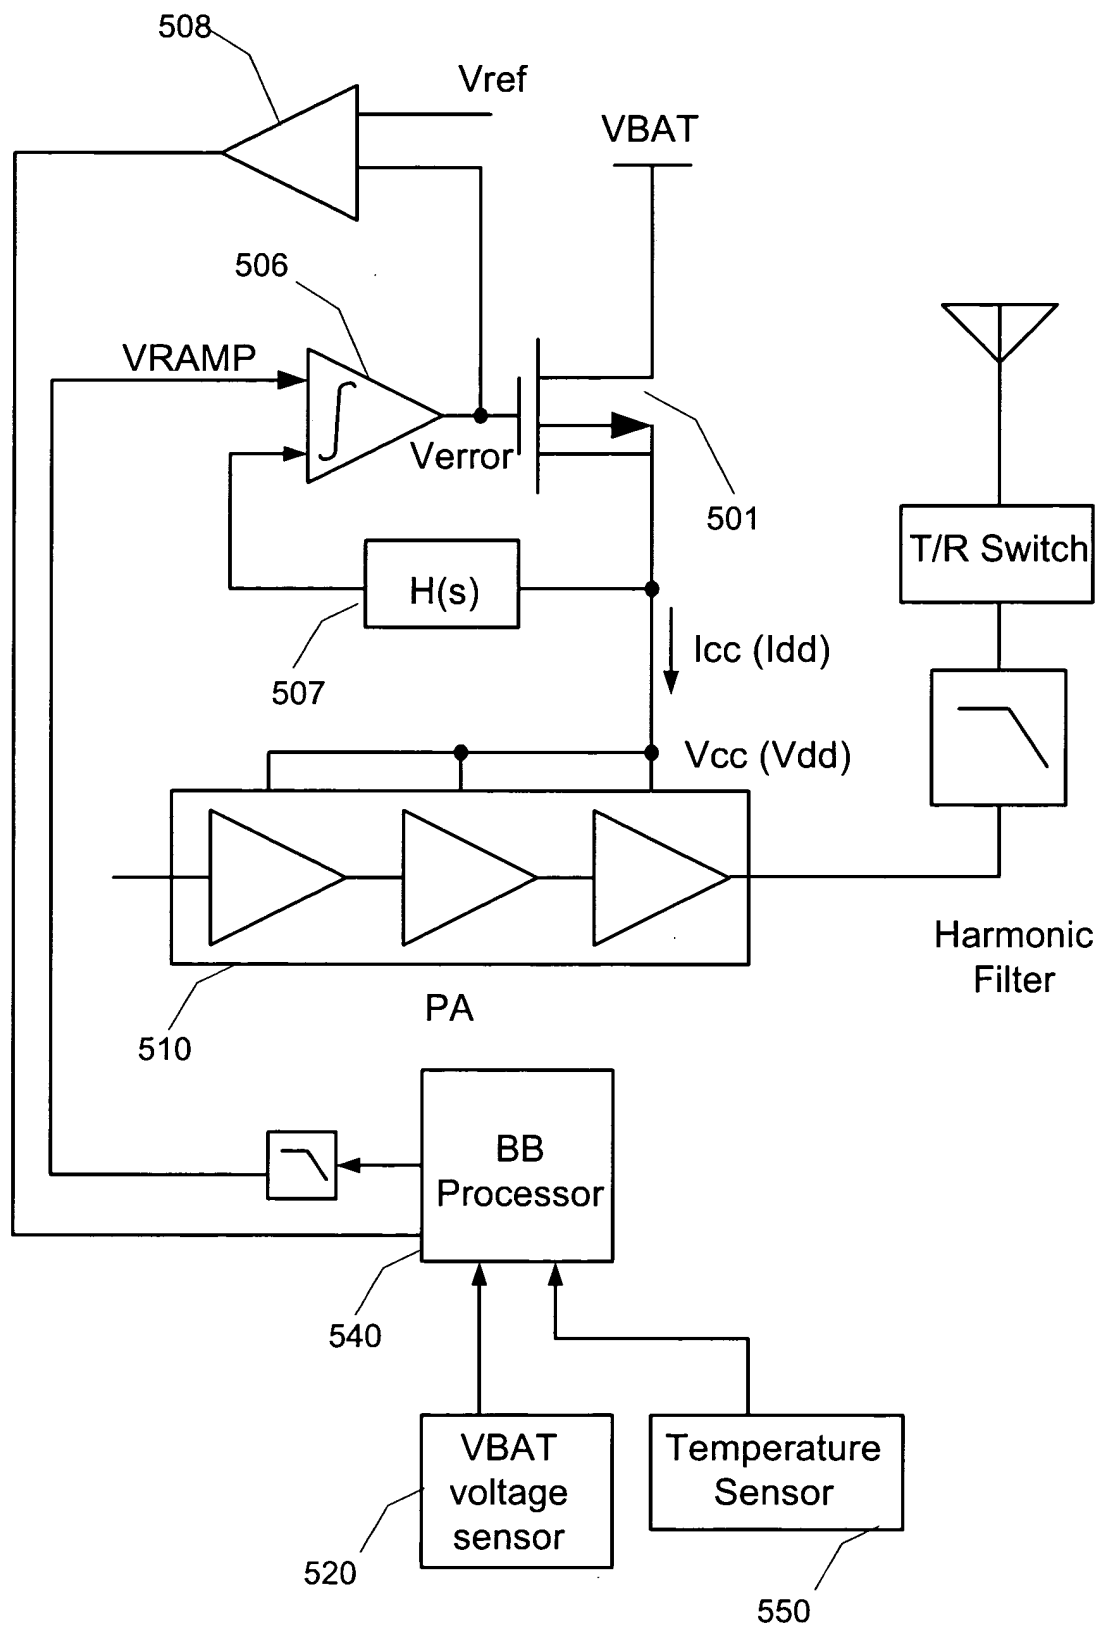 508
Vref
VBAT
506
VRAMP
Verror
501
T/R Switch
H(s)
507
Icc (Idd)
Vcc (Vdd)
Harmonic
Filter
PA
510
BB
Processor
540
VBAT
voltage
sensor
Temperature
Sensor
520
550